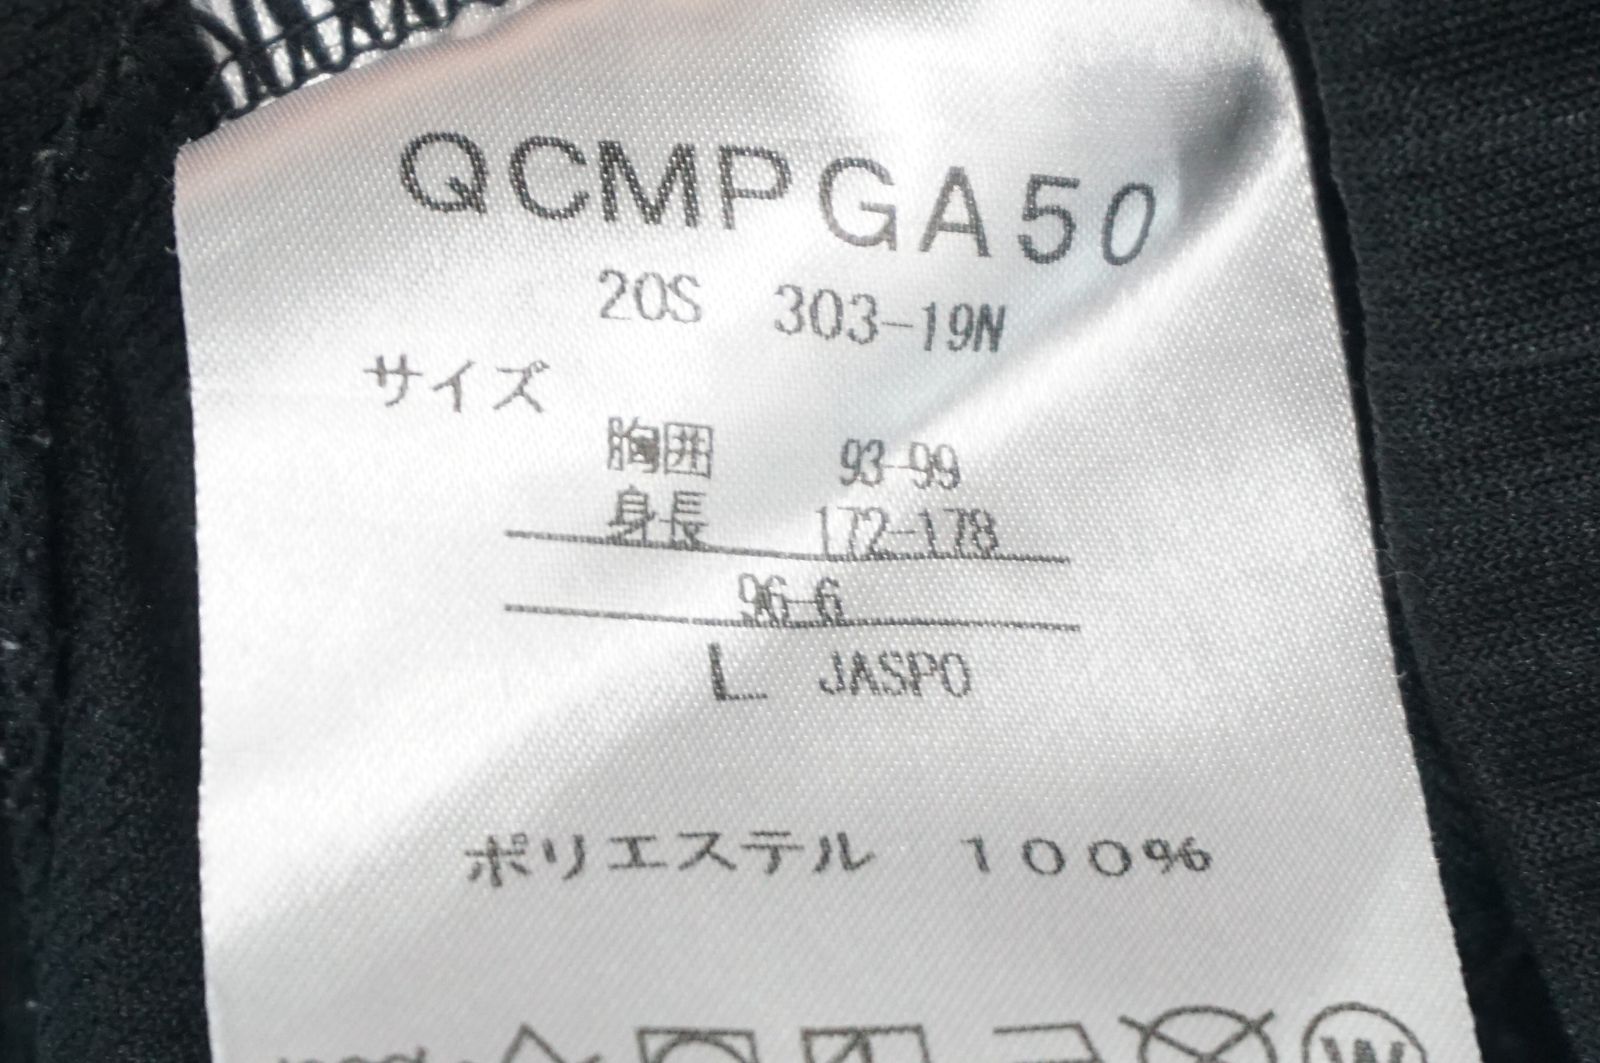 QCMPGA50
20S 303-19N
サイズ
胸囲 93-99
身長 172-178
96-6
L JASPO
ポリエステル 100%
W